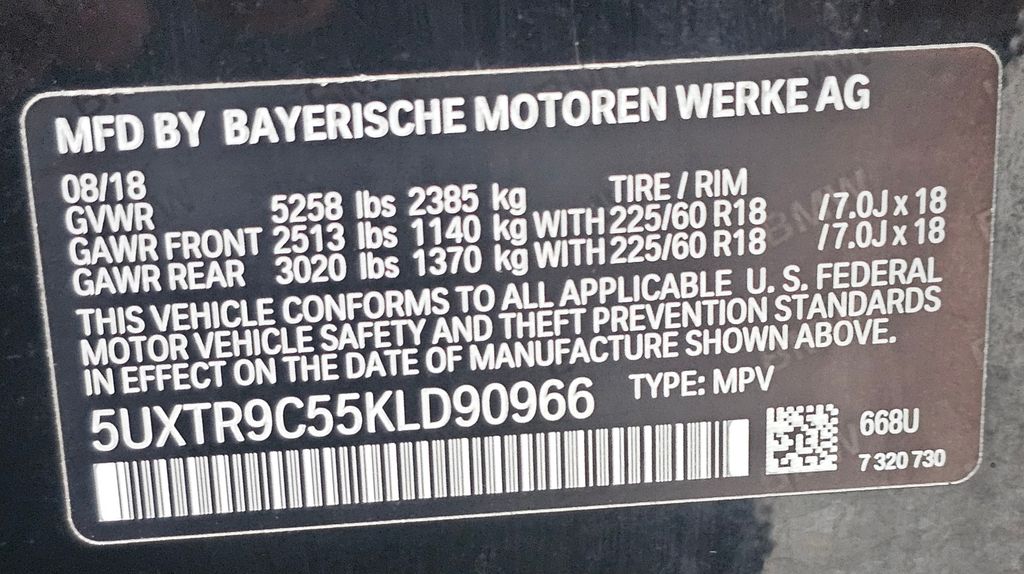 MFD BY BAYERISCHE MOTOREN WERKE AG
08/18 TIRE / RIM
GVWR 5258 lbs 2385 kg
GAWR FRONT 2513 lbs 1140 kg WITH 225/60 R18 /7.0J x 18
GAWR REAR 3020 lbs 1370 kg WITH 225/60 R18 /7.0J x 18
THIS VEHICLE CONFORMS TO ALL APPLICABLE U. S. FEDERAL
MOTOR VEHICLE SAFETY AND THEFT PREVENTION STANDARDS
IN EFFECT ON THE DATE OF MANUFACTURE SHOWN ABOVE.
5UXTR9C55KLD90966 TYPE: MPV
668U
7 320 730